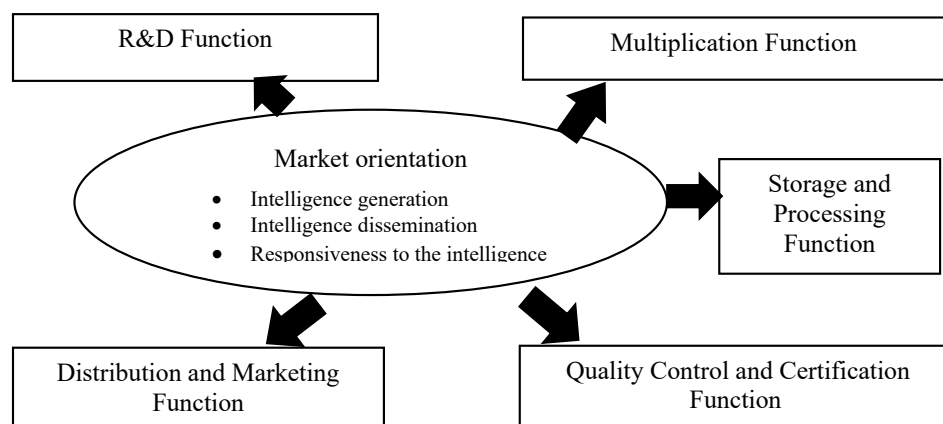 R&D Function
Multiplication Function
Market orientation
• Intelligence generation
• Intelligence dissemination
• Responsiveness to the intelligence
Storage and
Processing
Function
Distribution and Marketing
Function
Quality Control and Certification
Function